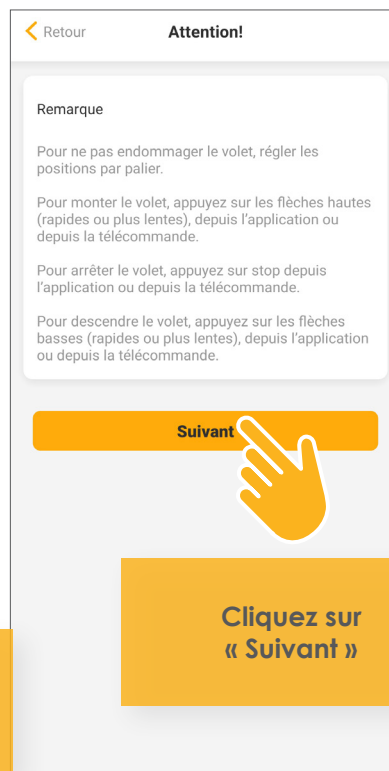 Retour
Attention!
Remarque
Pour ne pas endommager le volet, régler les
positions par palier.
Pour monter le volet, appuyez sur les flèches hautes
(rapides ou plus lentes), depuis l'application ou
depuis la télécommande.
Pour arrêter le volet, appuyez sur stop depuis
l'application ou depuis la télécommande.
Pour descendre le volet, appuyez sur les flèches
basses (rapides ou plus lentes), depuis l'application
ou depuis la télécommande.
Suivant
Cliquez sur
« Suivant »